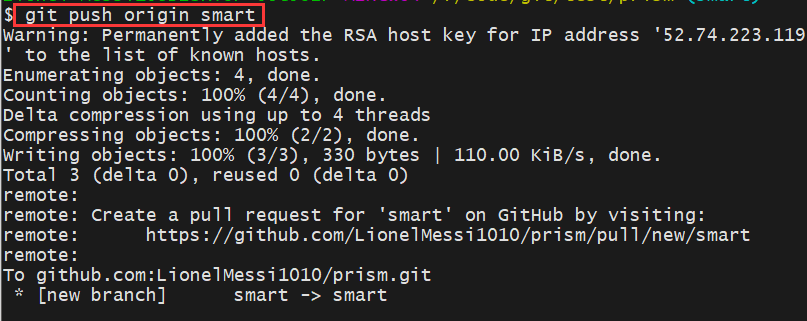 $ git push origin smart
Warning: Permanently added the RSA host key for IP address '52.74.223.119
' to the list of known hosts.
Enumerating objects: 4, done.
Counting objects: 100% (4/4), done.
Delta compression using up to 4 threads
Compressing objects: 100% (2/2), done.
Writing objects: 100% (3/3), 330 bytes | 110.00 KiB/s, done.
Total 3 (delta 0), reused 0 (delta 0)
remote:
remote: Create a pull request for 'smart' on GitHub by visiting:
remote:      https://github.com/LionelMessi1010/prism/pull/new/smart
remote:
To github.com:LionelMessi1010/prism.git
 * [new branch]      smart -> smart